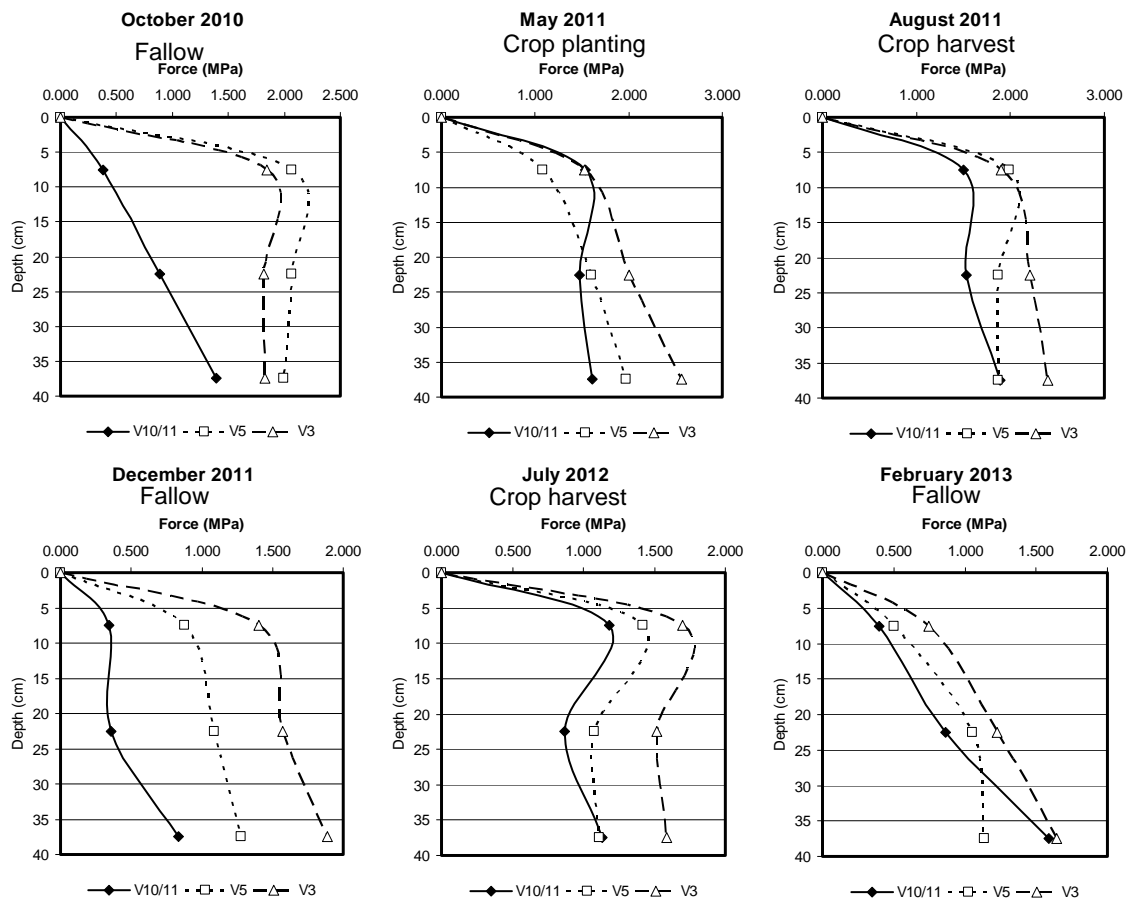 October 2010
Fallow
Force (MPa)
0.000 0.500 1.000 1.500 2.000 2.500
0
5
10
15
20
25
30
35
40
Depth (cm)
V10/11 V5 V3
May 2011
Crop planting
Force (MPa)
0.000 1.000 2.000 3.000
0
5
10
15
20
25
30
35
40
Depth (cm)
V10/11 V5 V3
August 2011
Crop harvest
Force (MPa)
0.000 1.000 2.000 3.000
0
5
10
15
20
25
30
35
40
Depth (cm)
V10/11 V5 V3
December 2011
Fallow
Force (MPa)
0.000 0.500 1.000 1.500 2.000
0
5
10
15
20
25
30
35
40
Depth (cm)
V10/11 V5 V3
July 2012
Crop harvest
Force (MPa)
0.000 0.500 1.000 1.500 2.000
0
5
10
15
20
25
30
35
40
Depth (cm)
V10/11 V5 V3
February 2013
Fallow
Force (MPa)
0.000 0.500 1.000 1.500 2.000
0
5
10
15
20
25
30
35
40
Depth (cm)
V10/11 V5 V3